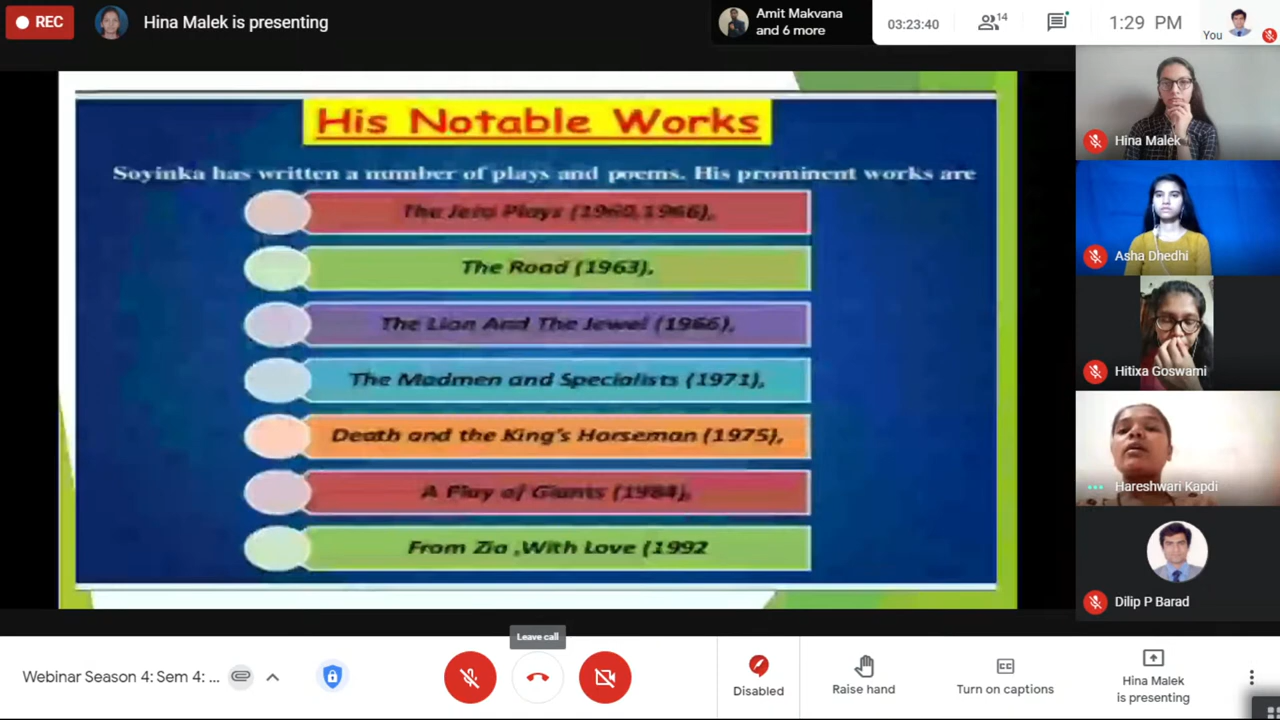 REC
Hina Malek is presenting
Amit Makvana
and 6 more
03:23:40
14
1:29 PM
You
His Notable Works
Soyinka has written a number of plays and poems. His prominent works are
The Jero Plays (1960,1966),
The Road (1963),
The Lion And The Jewel (1966),
The Madmen and Specialists (1971),
Death and the King's Horseman (1975),
A Play of Giants (1984),
From Zia ,With Love (1992
Hina Malek
Asha Dhedhi
Hitixa Goswami
Hareshwari Kapdi
Dilip P Barad
Leave call
Webinar Season 4: Sem 4: ...
Disabled
Raise hand
CC
Turn on captions
Hina Malek
is presenting